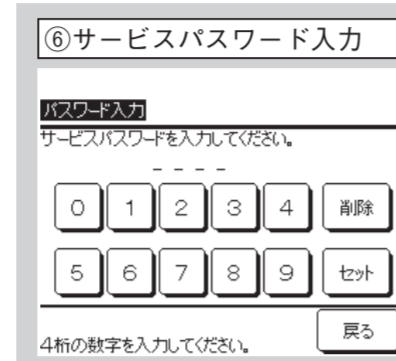 ⑥サービスパスワード入力
パスワード入力
サービスパスワードを入力してください。
– – – –
0 1 2 3 4 削除
5 6 7 8 9 セット
4桁の数字を入力してください。 戻る